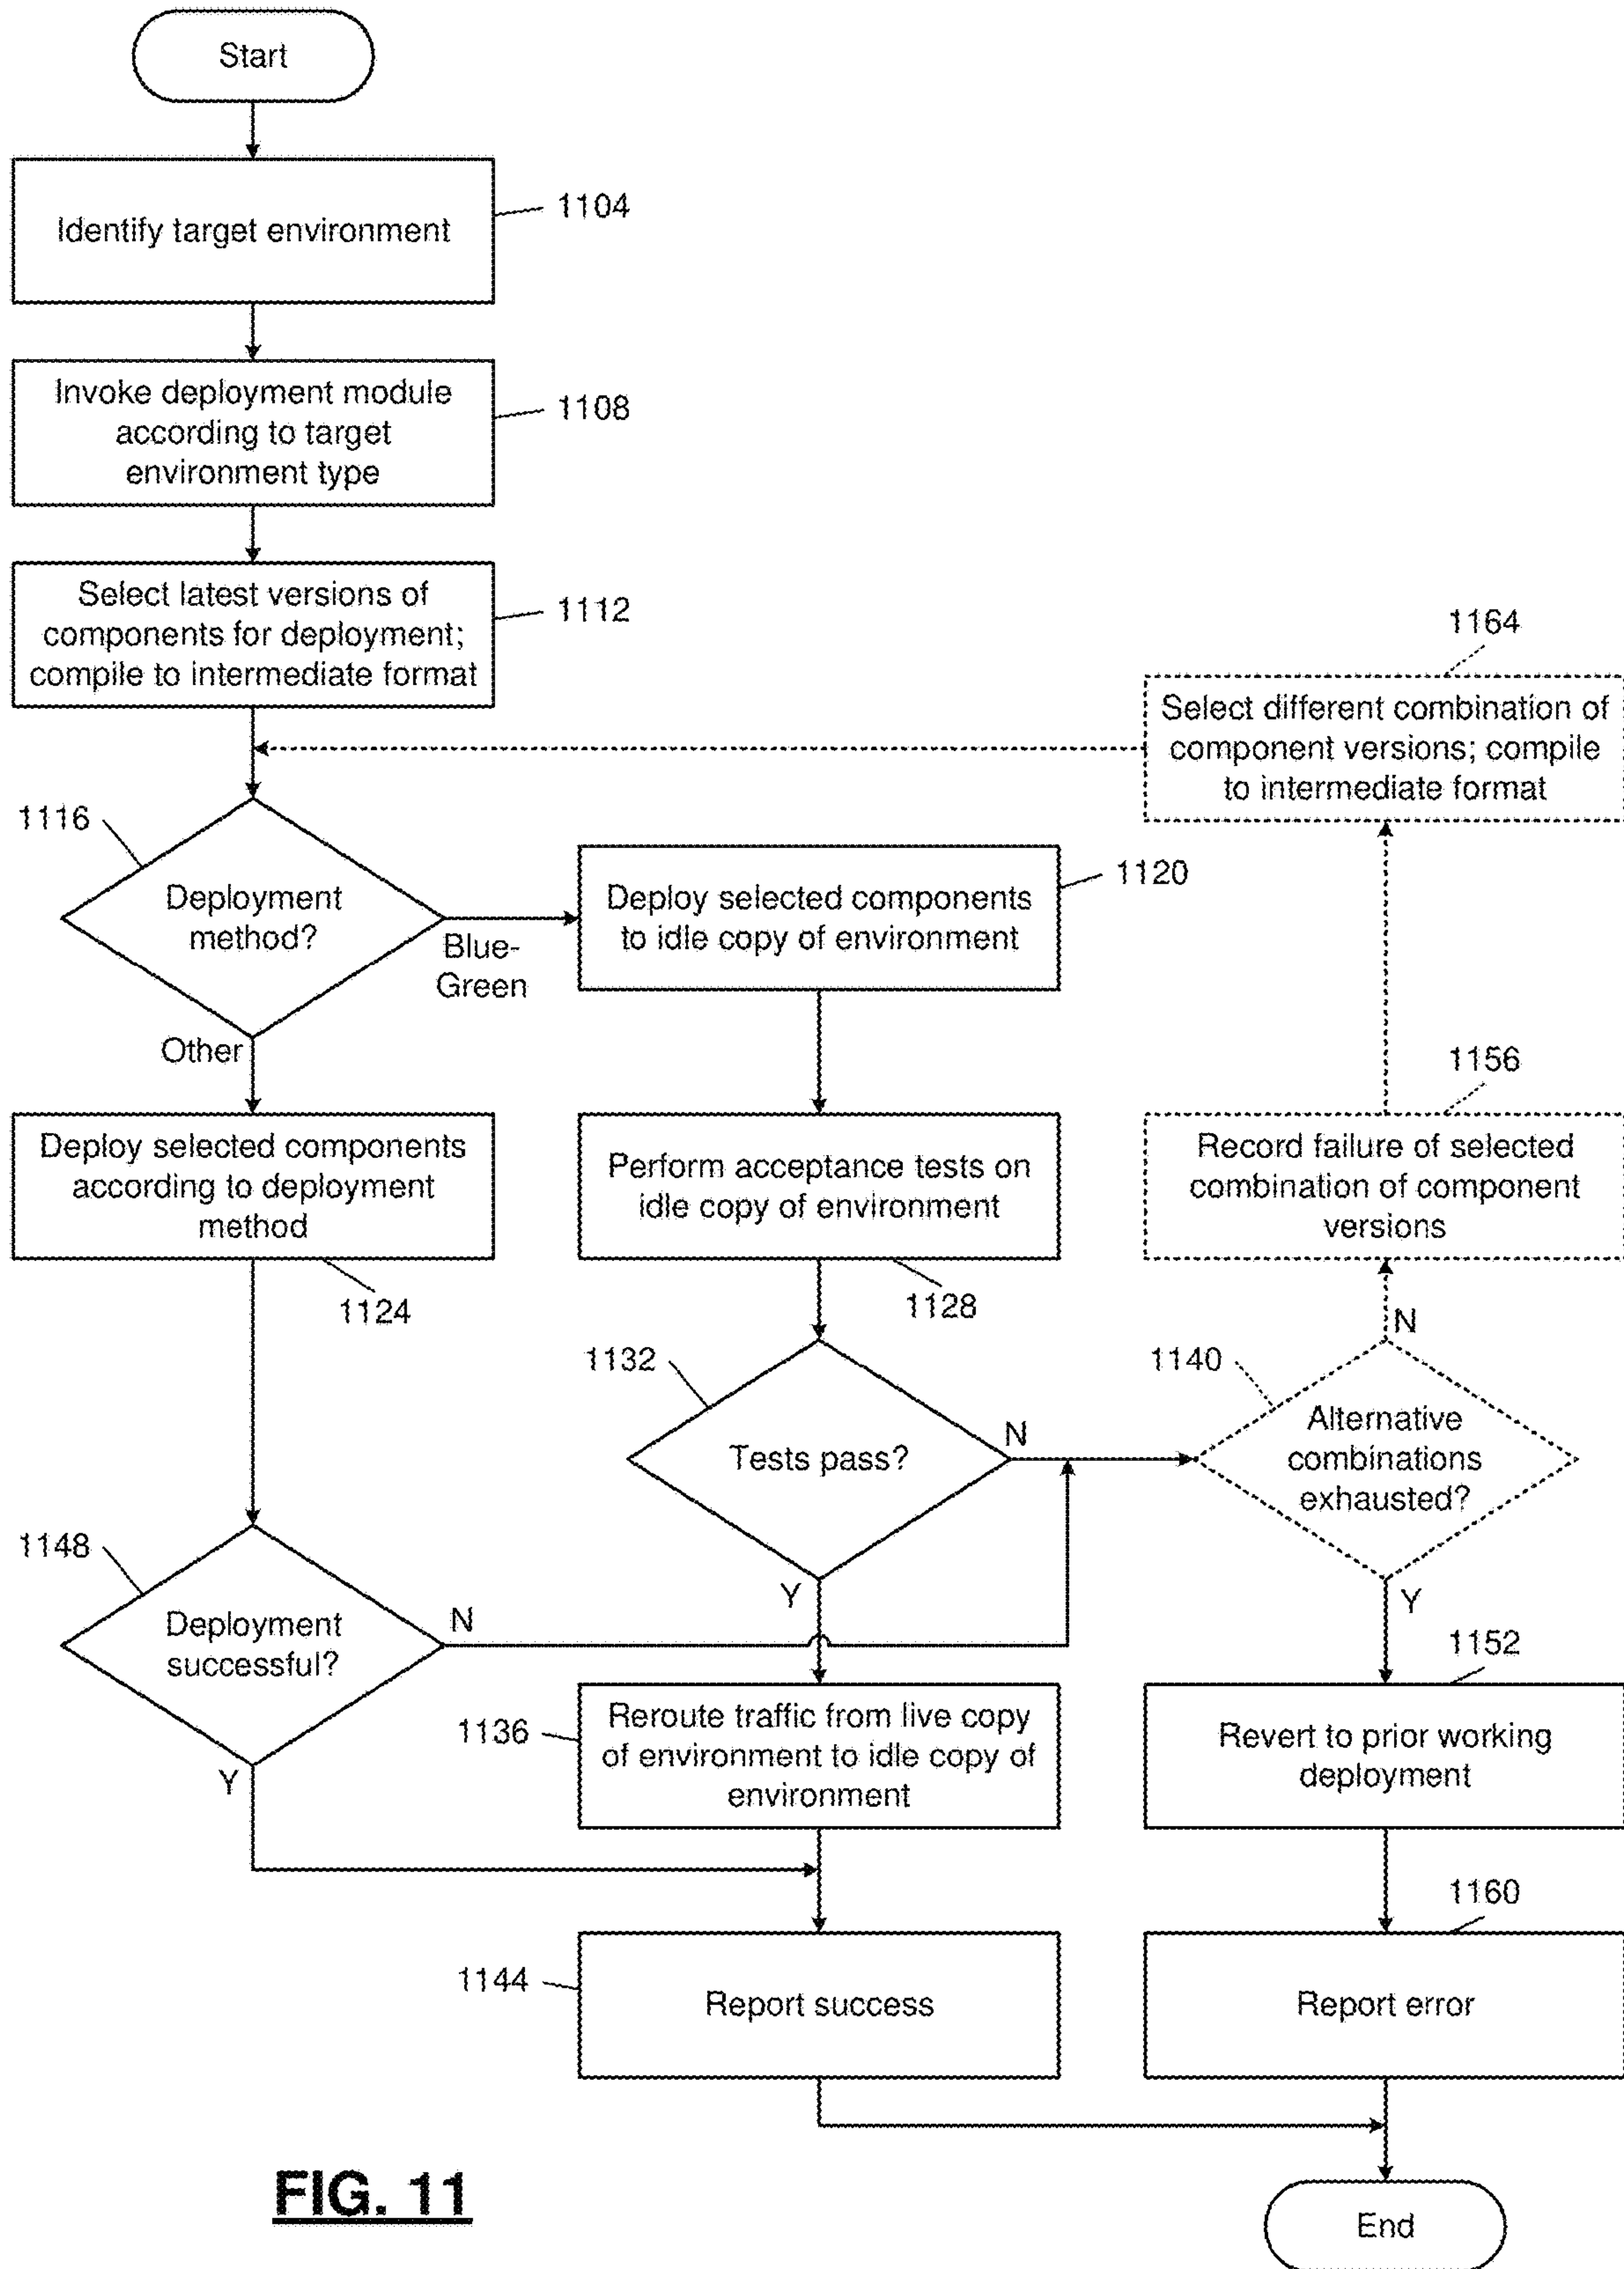 Start
Identify target environment
1104
Invoke deployment module
according to target
environment type
1108
Select latest versions of
components for deployment;
compile to intermediate format
1112
1164
Select different combination of
component versions; compile
to intermediate format
1116
Deployment
method?
Blue-
Green
Other
Deploy selected components
to idle copy of environment
1120
1156
Record failure of selected
combination of component
versions
Deploy selected components
according to deployment
method
1124
Perform acceptance tests on
idle copy of environment
1128
1132
Tests pass?
N
Y
1140
Alternative
combinations
exhausted?
N
Y
1148
Deployment
successful?
N
Y
1136
Reroute traffic from live copy
of environment to idle copy of
environment
1152
Revert to prior working
deployment
1144
Report success
1160
Report error
FIG. 11
End